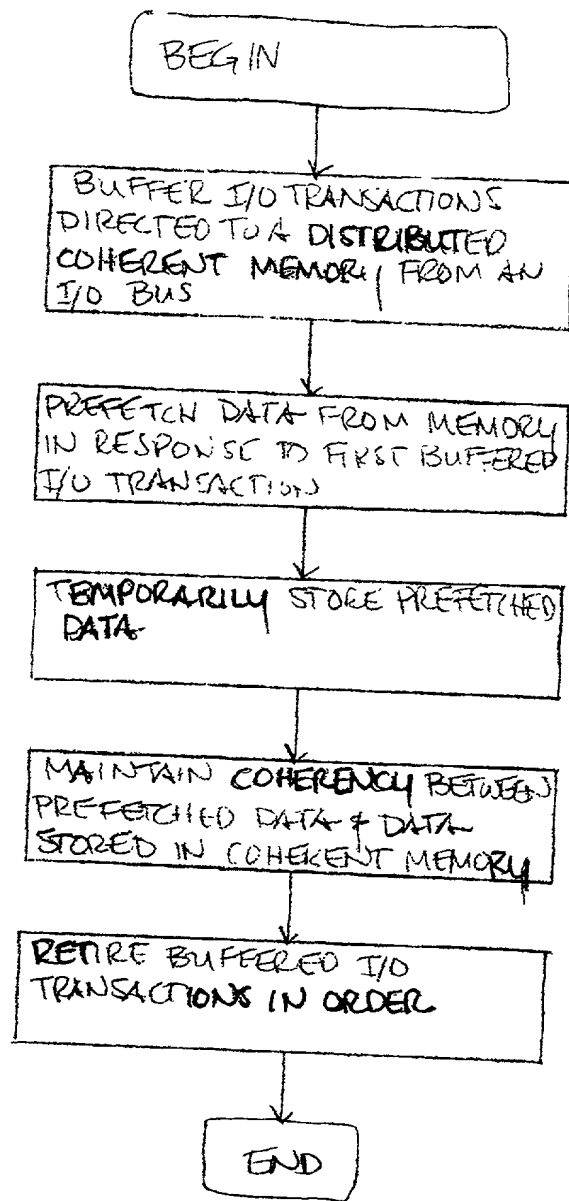 BEGIN
BUFFER I/O TRANSACTIONS
DIRECTED TO A DISTRIBUTED
COHERENT MEMORY FROM AN
I/O BUS
PREFETCH DATA FROM MEMORY
IN RESPONSE TO FIRST BUFFERED
I/O TRANSACTION
TEMPORARILY STORE PREFETCHED
DATA
MAINTAIN COHERENCY BETWEEN
PREFETCHED DATA & DATA
STORED IN COHERENT MEMORY
RETIRE BUFFERED I/O
TRANSACTIONS IN ORDER
END